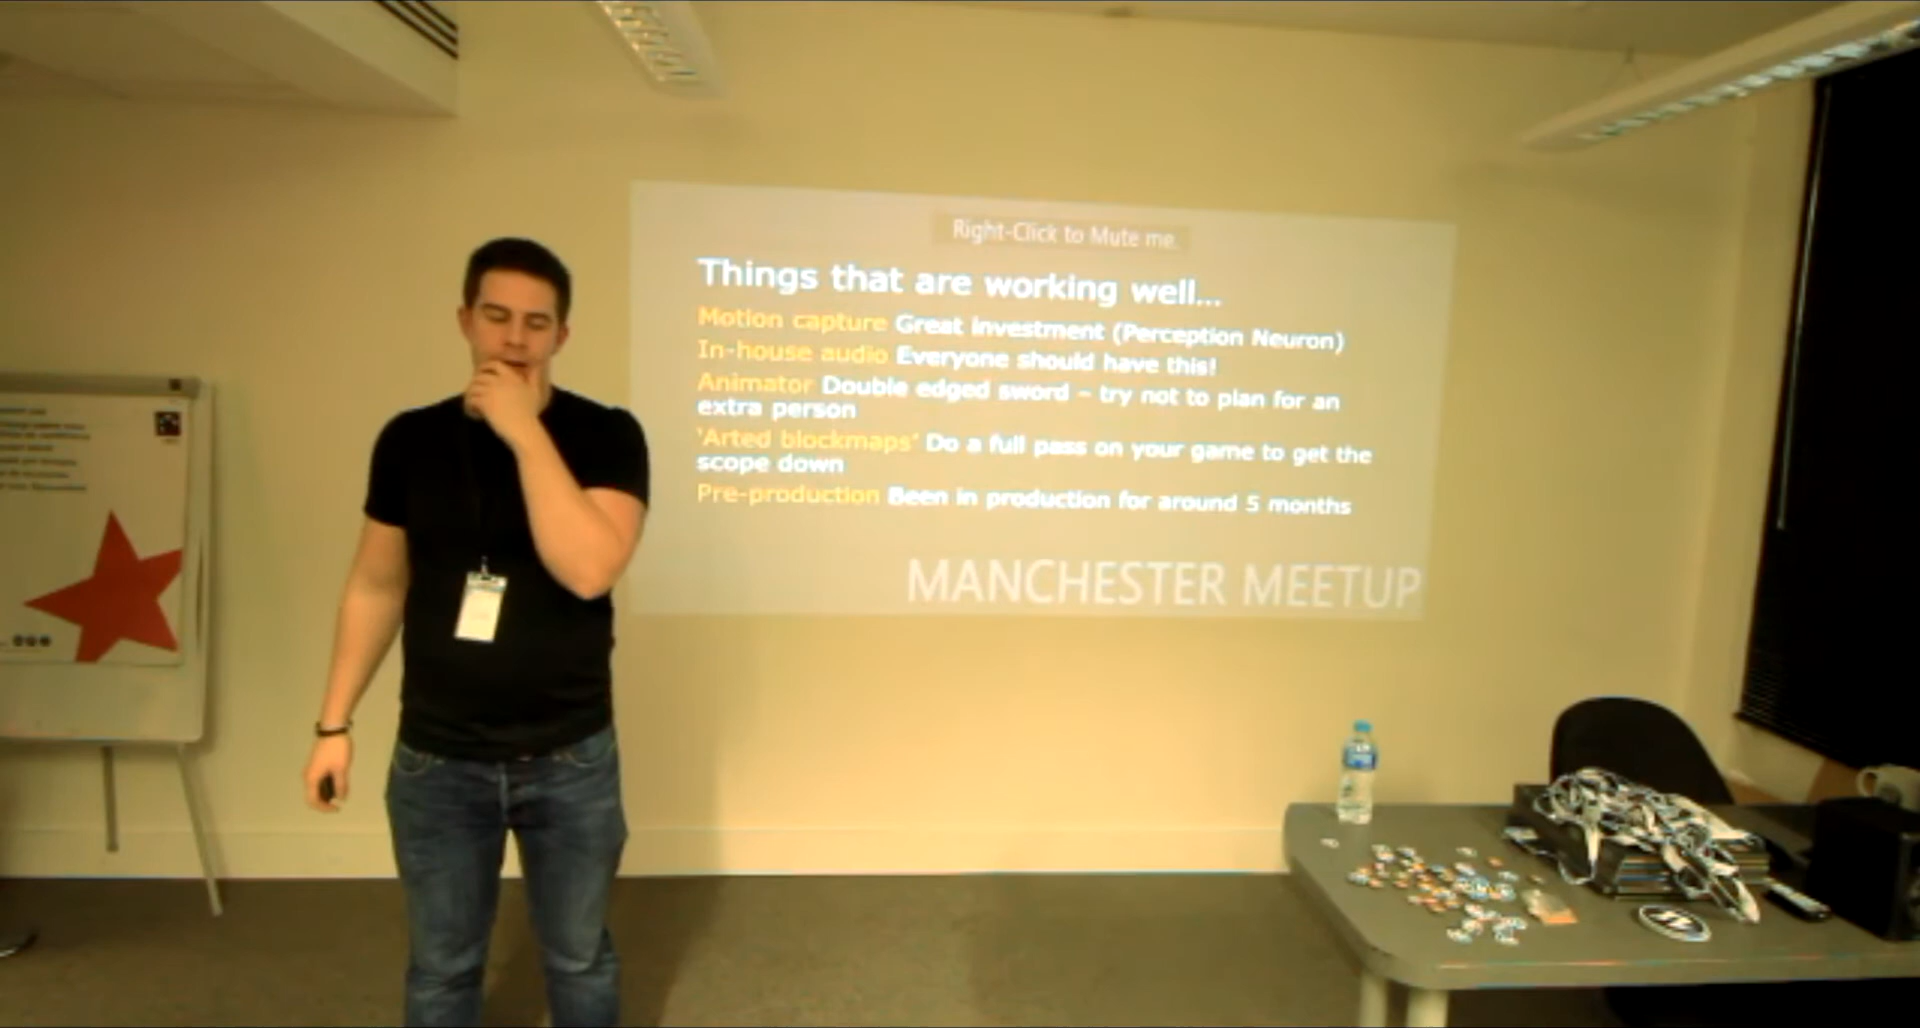 Right-Click to Mute me.
Things that are working well...
Motion capture Great investment (Perception Neuron)
In-house audio Everyone should have this!
Animator Double edged sword – try not to plan for an
extra person
'Arted blockmaps' Do a full pass on your game to get the
scope down
Pre-production Been in production for around 5 months
MANCHESTER MEETUP